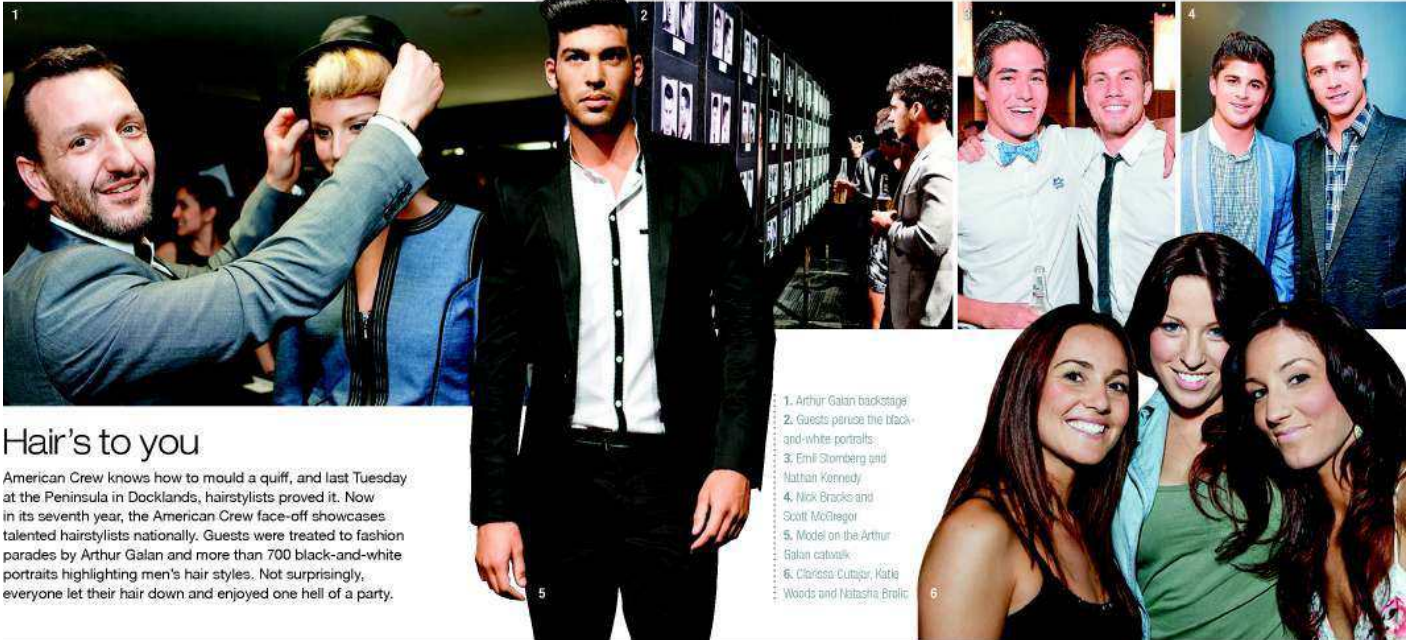 1
2
3
4
Hair's to you
American Crew knows how to mould a quiff, and last Tuesday
at the Peninsula in Docklands, hairstylists proved it. Now
in its seventh year, the American Crew face-off showcases
talented hairstylists nationally. Guests were treated to fashion
parades by Arthur Galan and more than 700 black-and-white
portraits highlighting men's hair styles. Not surprisingly,
everyone let their hair down and enjoyed one hell of a party.
5
1. Arthur Galan backstage
2. Guests peruse the black-
and-white portraits
3. Emil Stomberg and
Nathan Kennedy
4. Nick Bracks and
Scott McGregor
5. Model on the Arthur
Galan catwalk
6. Clarissa Cutajar, Katie
Woods and Natasha
6